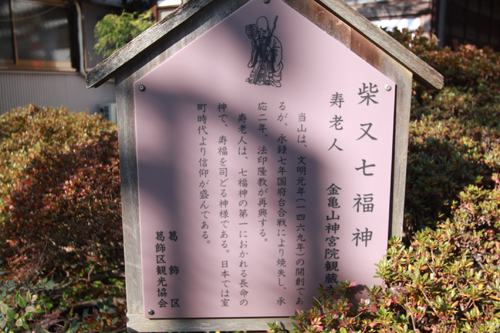 柴又七福神
寿老人　金亀山神宮院観蔵
当山は、文明元年(一四六九年)の開創であ
るが、永録七年国府台合戦により焼失し、承
応二年、法印隆教が再興する。
寿老人は、七福神の第一におかれる長命の
神で、寿福を司どる神様である。日本では室
町時代より信仰が盛んである。
葛飾区
葛飾区観光協会